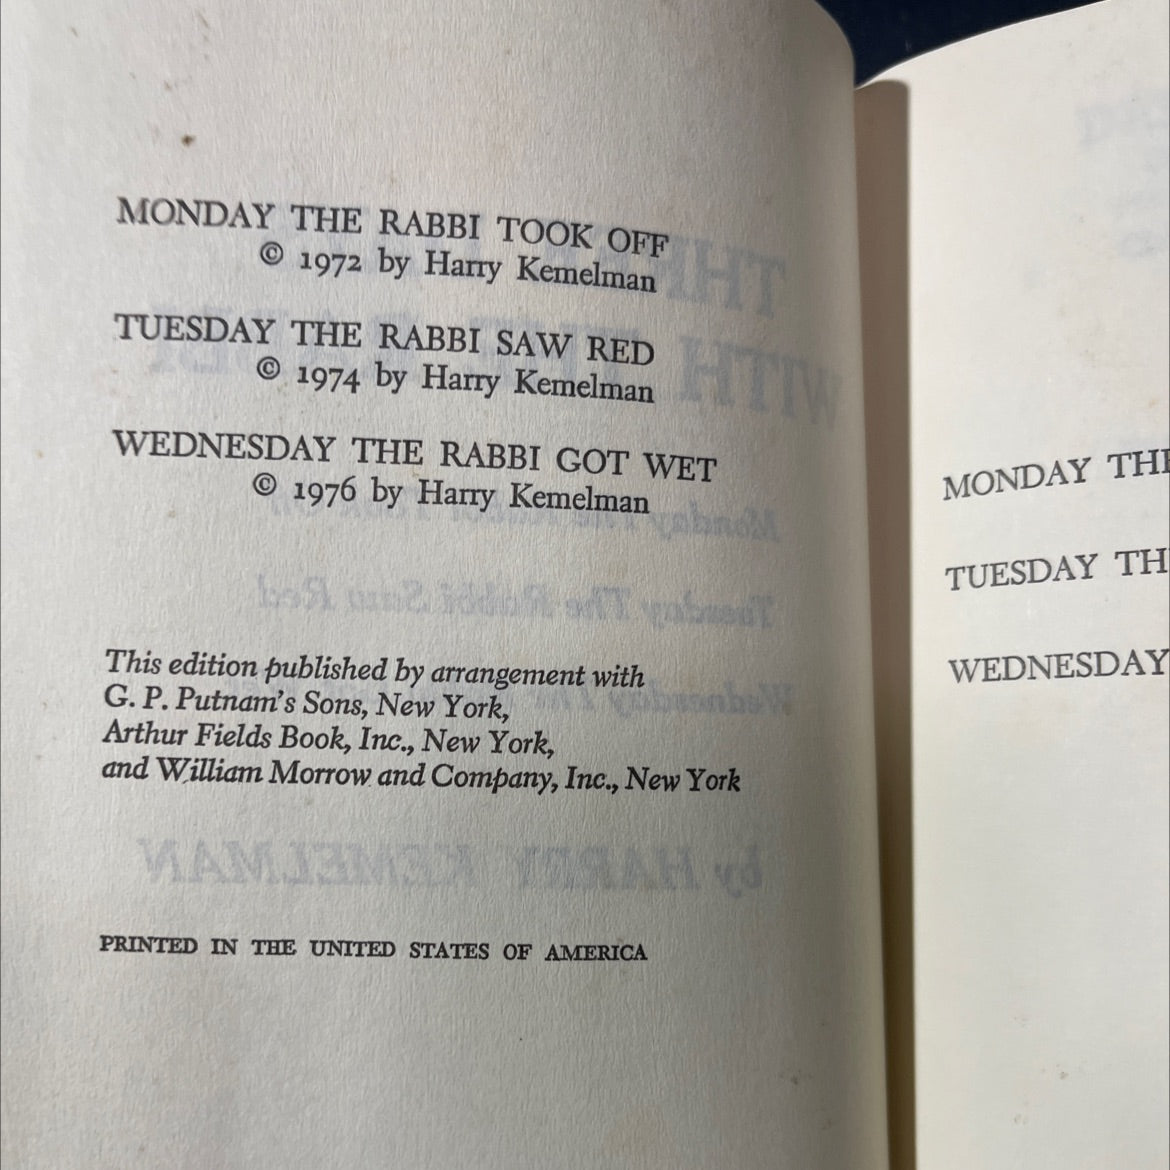 MONDAY THE RABBI TOOK OFF
© 1972 by Harry Kemelman
TUESDAY THE RABBI SAW RED
© 1974 by Harry Kemelman
WEDNESDAY THE RABBI GOT WET
© 1976 by Harry Kemelman
This edition published by arrangement with
G. P. Putnam's Sons, New York,
Arthur Fields Book, Inc., New York,
and William Morrow and Company, Inc., New York
PRINTED IN THE UNITED STATES OF AMERICA
MONDAY THE
TUESDAY TH
WEDNESDAY